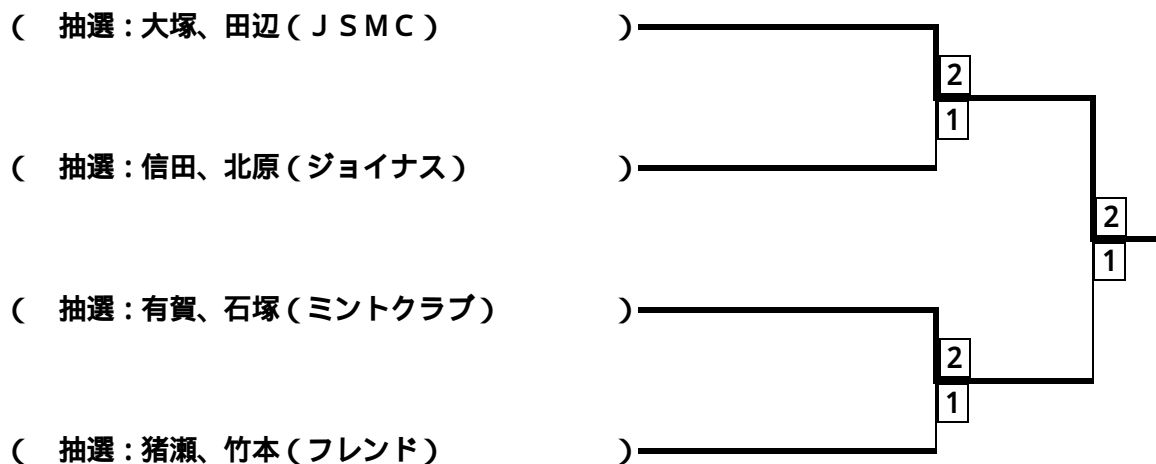 ( 抽選：大塚、田辺（ＪＳＭＣ） )
2
1
( 抽選：信田、北原（ジョイナス） )
2
1
( 抽選：有賀、石塚（ミントクラブ） )
2
1
( 抽選：猪瀬、竹本（フレンド） )